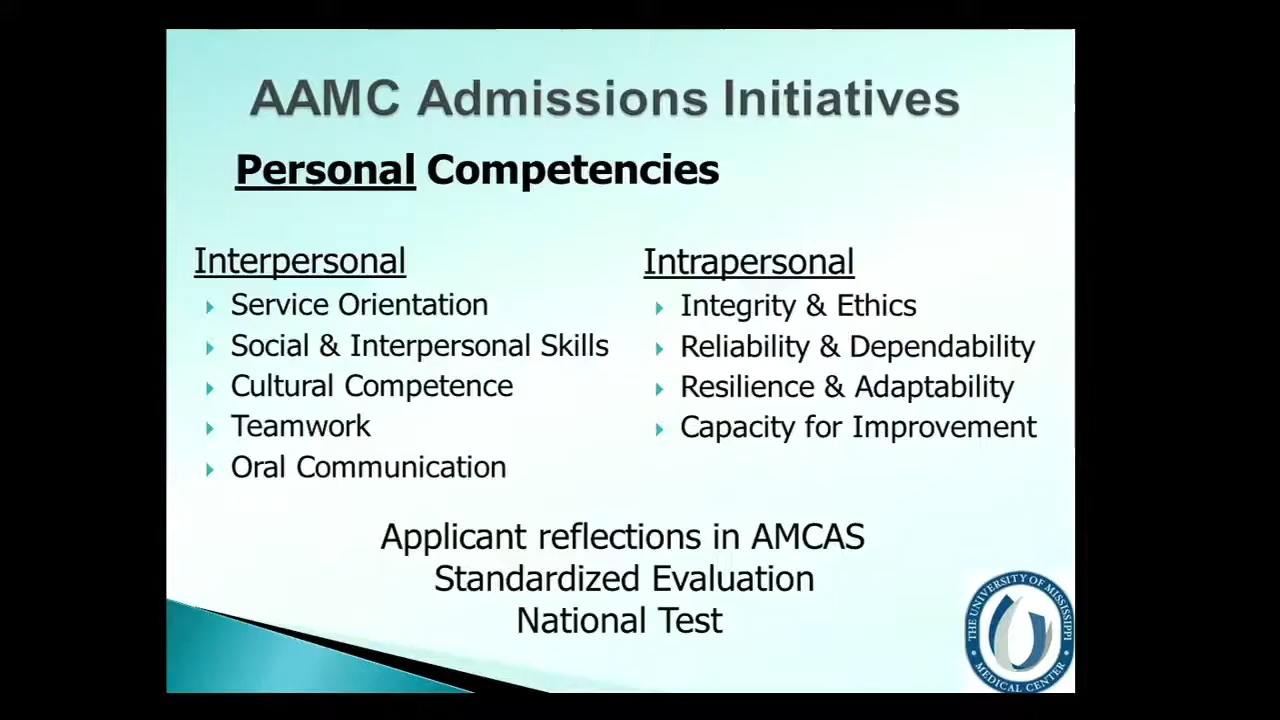 AAMC Admissions Initiatives
Personal Competencies
Interpersonal
Service Orientation
Social & Interpersonal Skills
Cultural Competence
Teamwork
Oral Communication
Intrapersonal
Integrity & Ethics
Reliability & Dependability
Resilience & Adaptability
Capacity for Improvement
Applicant reflections in AMCAS
Standardized Evaluation
National Test
THE UNIVERSITY OF MISSISSIPPI
MEDICAL CENTER